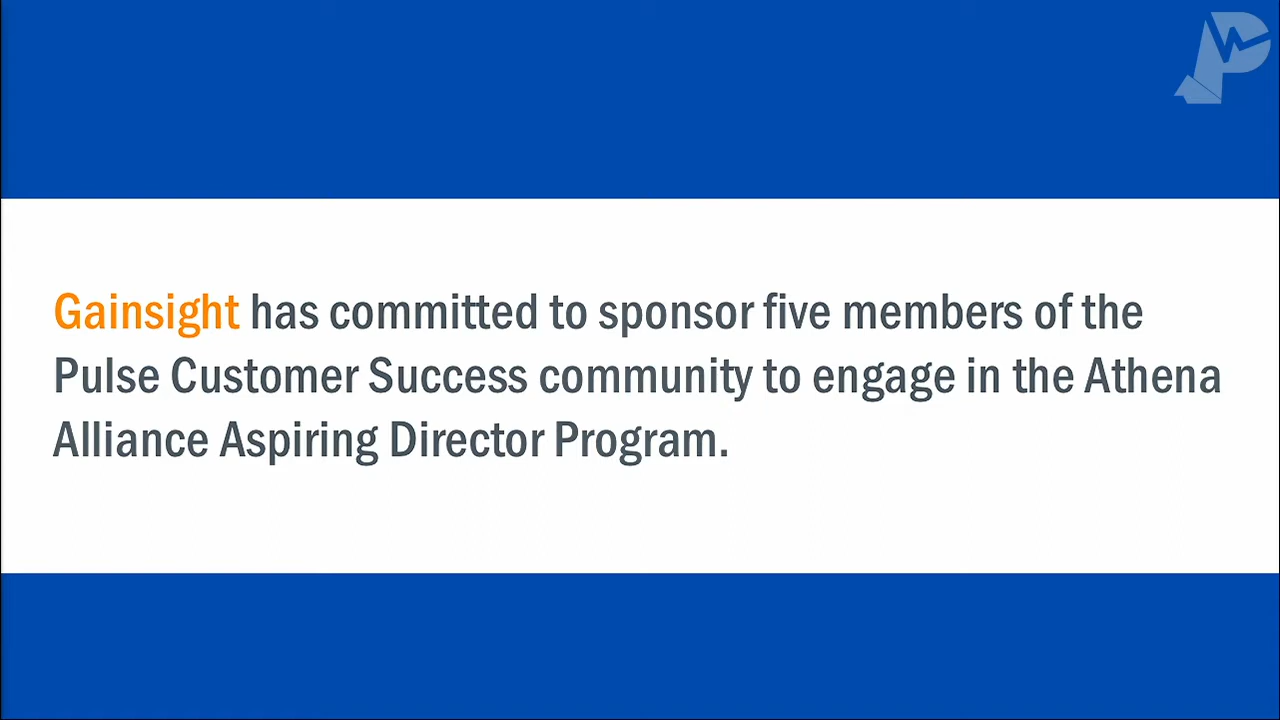 Gainsight has committed to sponsor five members of the
Pulse Customer Success community to engage in the Athena
Alliance Aspiring Director Program.